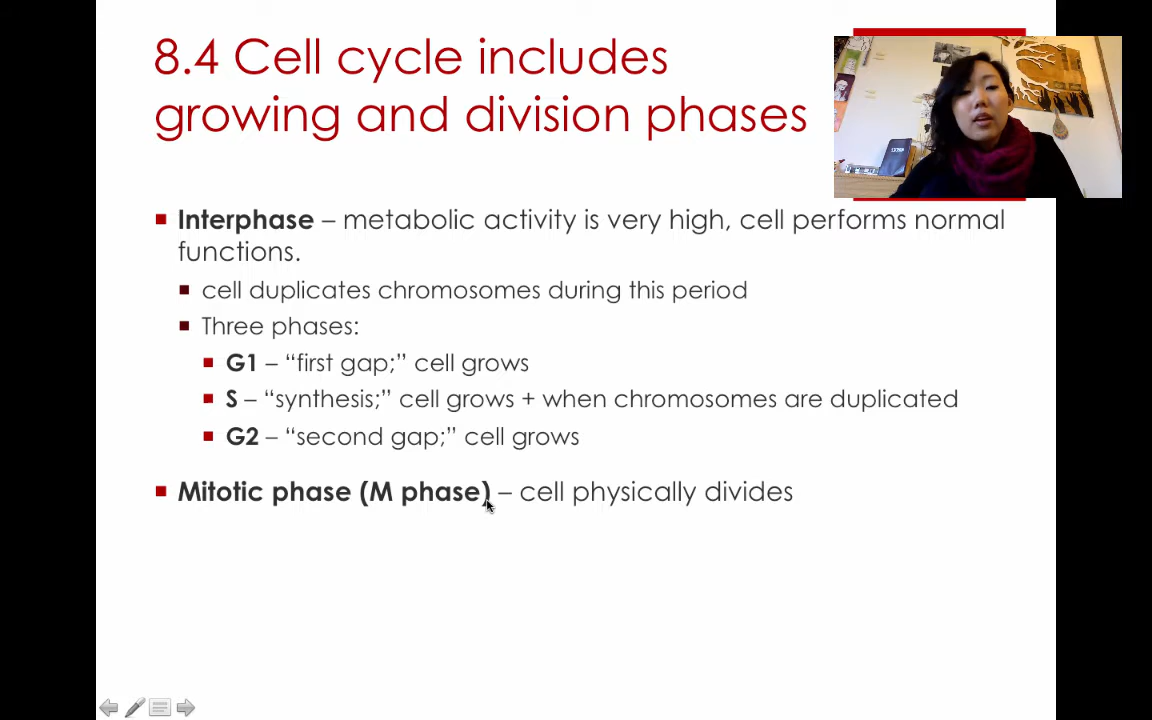 8.4 Cell cycle includes
growing and division phases
Interphase – metabolic activity is very high, cell performs normal
functions.
cell duplicates chromosomes during this period
Three phases:
G1 – “first gap;” cell grows
S – “synthesis;” cell grows + when chromosomes are duplicated
G2 – “second gap;” cell grows
Mitotic phase (M phase) – cell physically divides